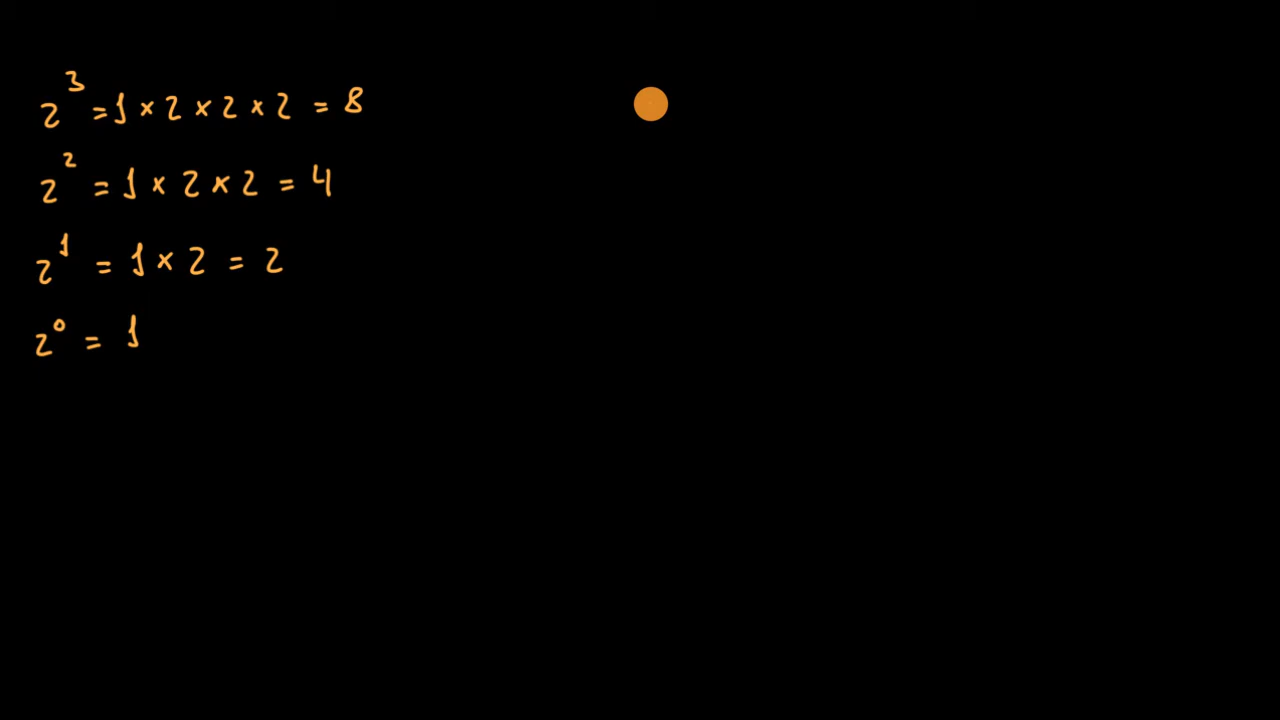 2³ = 1 × 2 × 2 × 2 = 8
2² = 1 × 2 × 2 = 4
2¹ = 1 × 2 = 2
2⁰ = 1